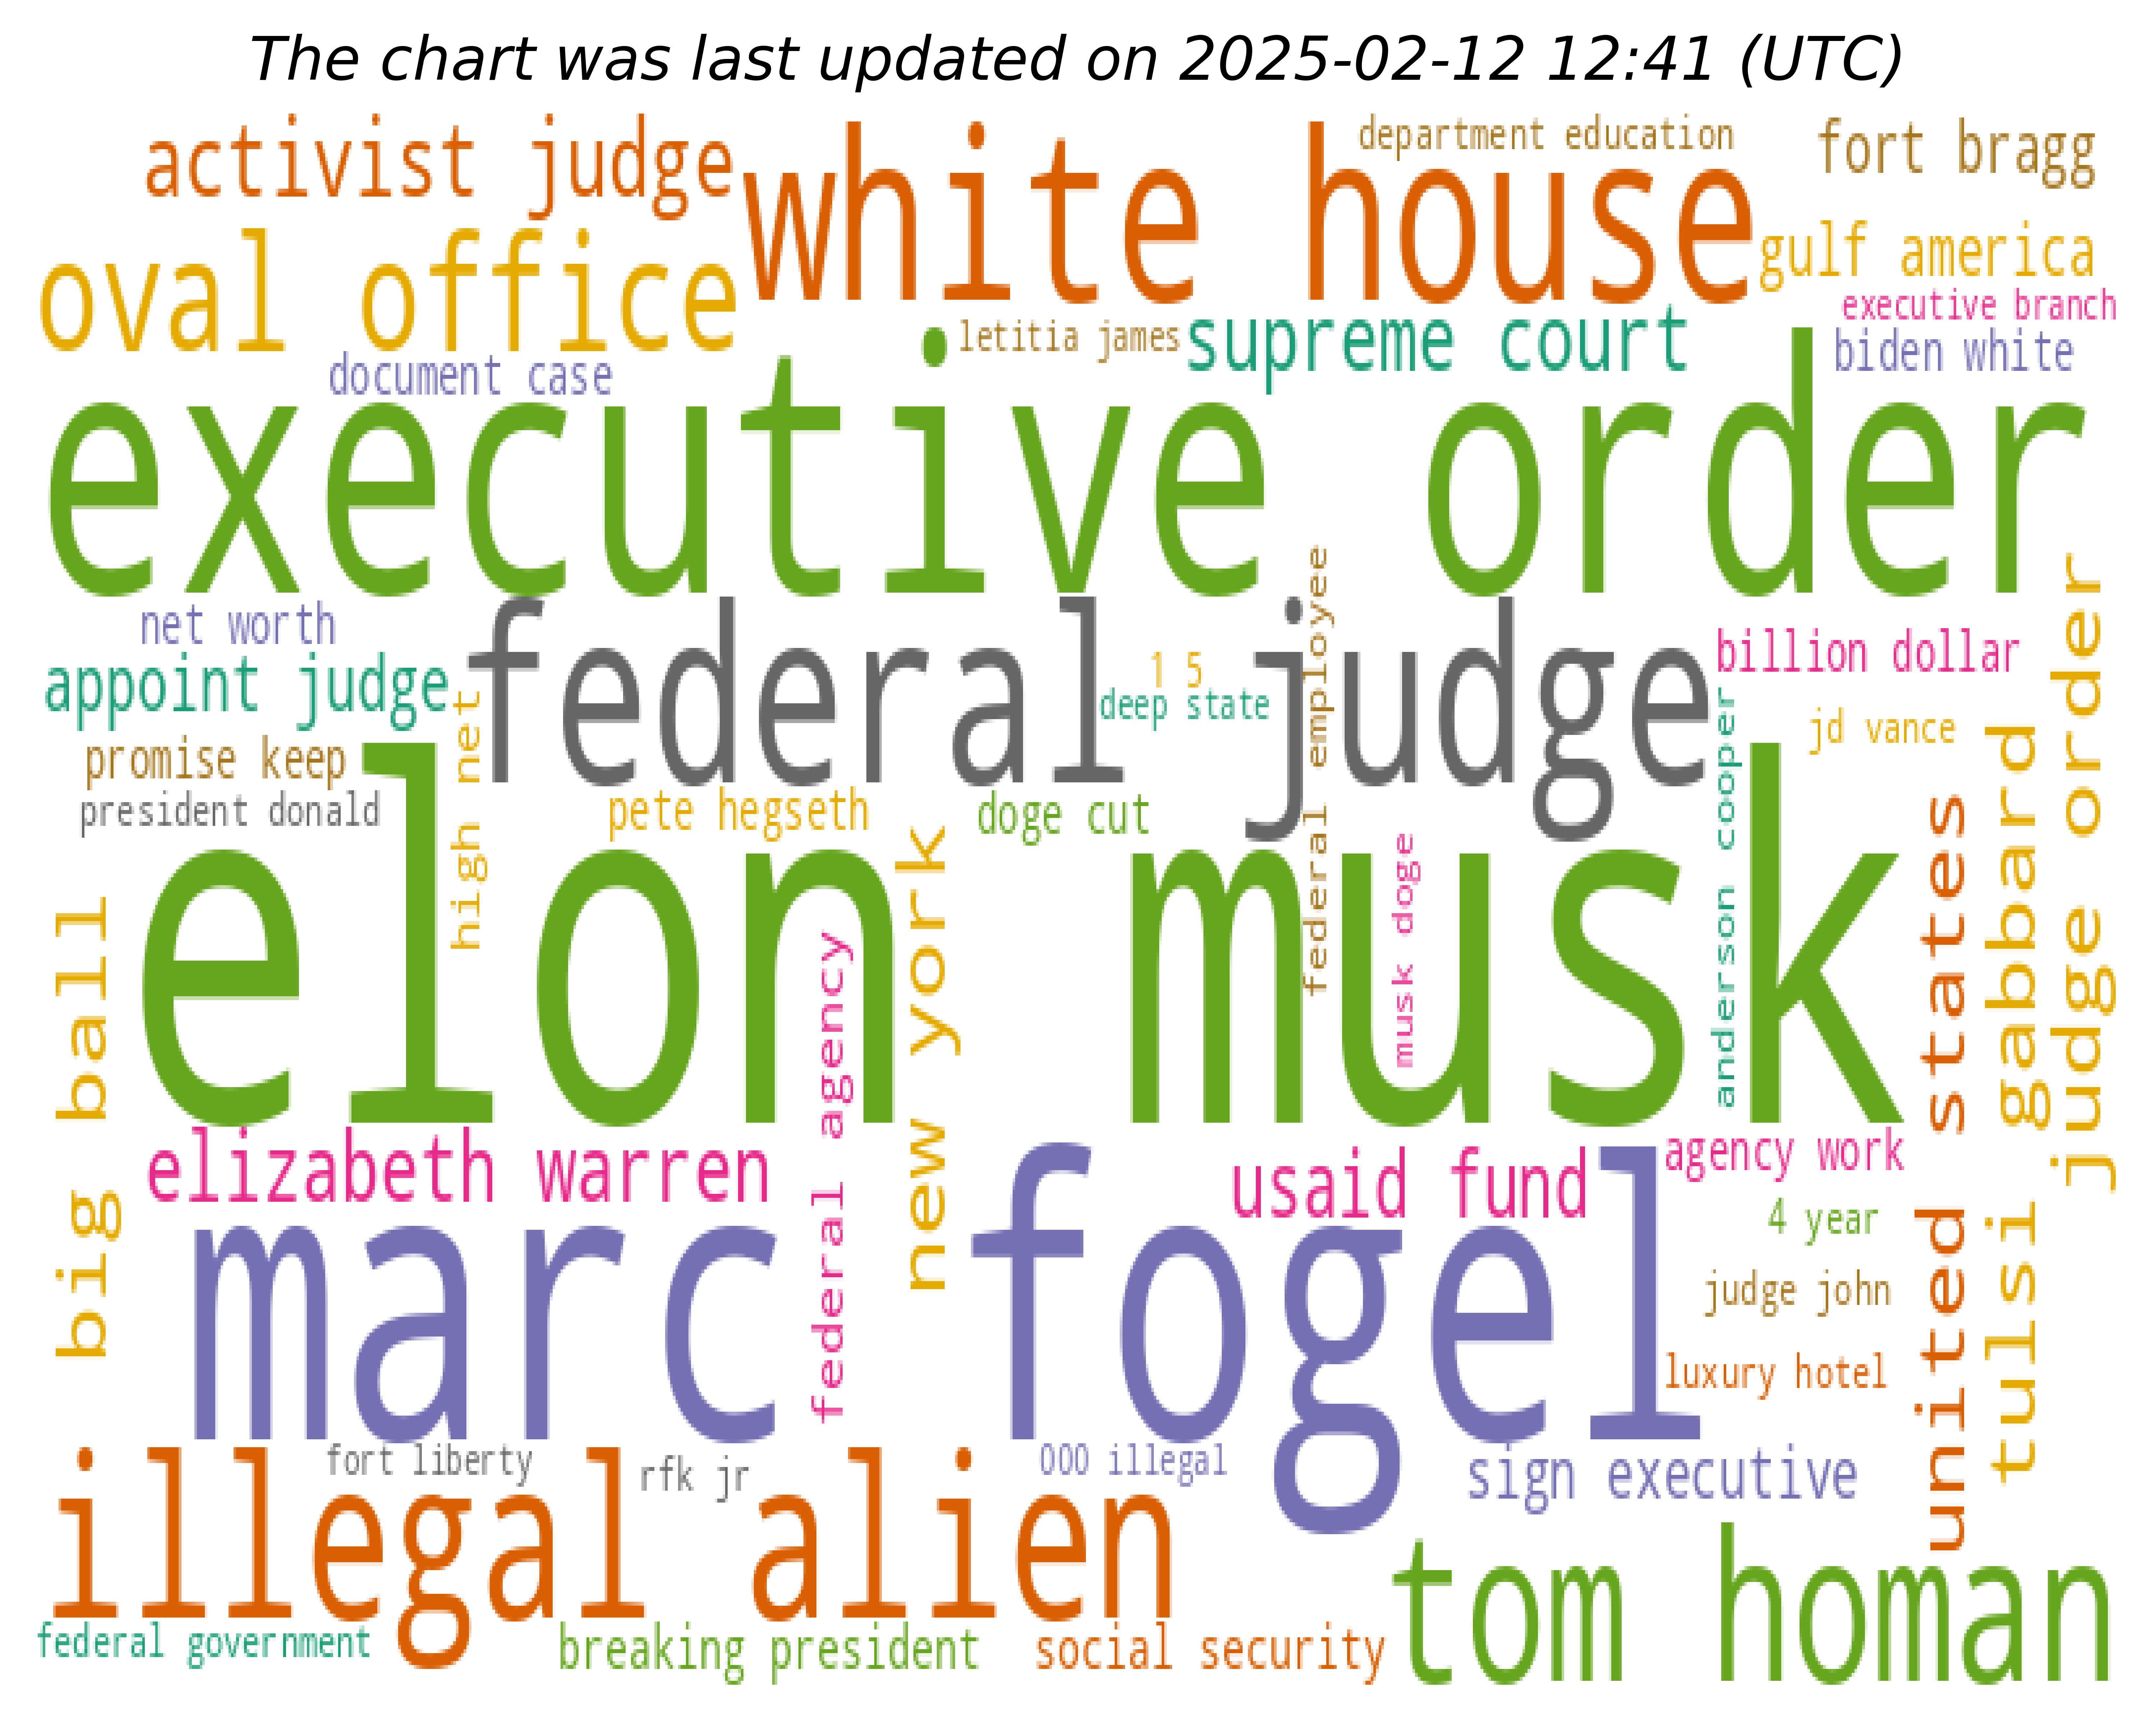 The chart was last updated on 2025-02-12 12:41 (UTC)
activist judge
white house
department education
fort bragg
oval office
gulf america
executive branch
letitia james
supreme court
biden white
document case
executive order
net worth
federal judge
federal employee
1 5
deep state
billion dollar
judge order
appoint judge
high net
anderson cooper
jd vance
promise keep
president donald
pete hegseth
doge cut
elon musk
musk doge
big ball
federal agency
new york
united states
tulsi gabbard
elizabeth warren
usaid fund
agency work
marc fogel
4 year
judge john
luxury hotel
fort liberty
rfk jr
000 illegal
sign executive
illegal alien
tom homan
federal government
breaking president
social security